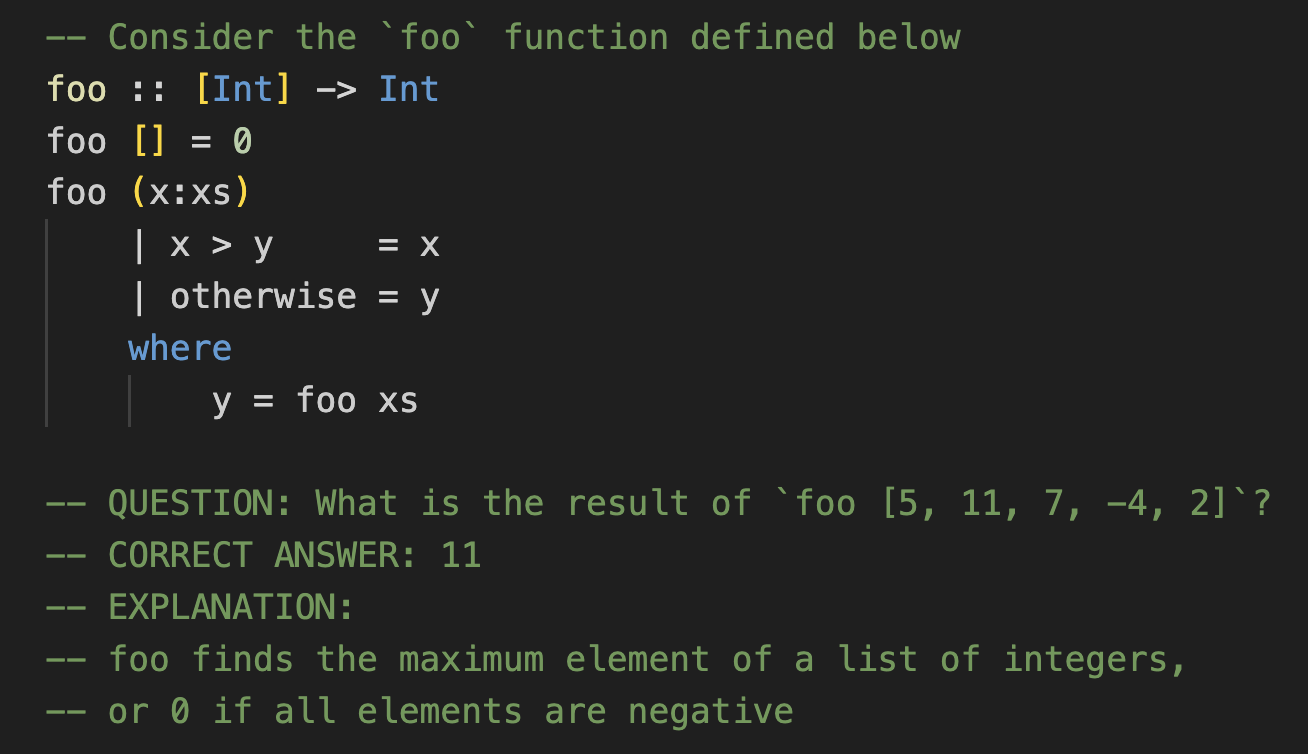 -- Consider the `foo` function defined below
foo :: [Int] -> Int
foo [] = 0
foo (x:xs)
    | x > y     = x
    | otherwise = y
    where
        y = foo xs

-- QUESTION: What is the result of `foo [5, 11, 7, -4, 2]`?
-- CORRECT ANSWER: 11
-- EXPLANATION:
-- foo finds the maximum element of a list of integers,
-- or 0 if all elements are negative